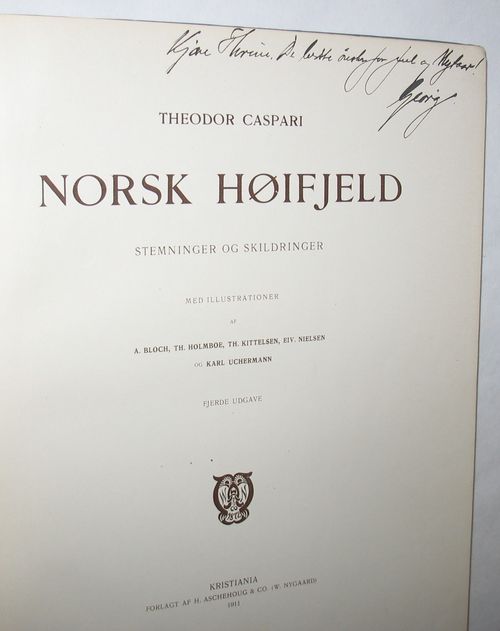 Kjære De bedste ønsker for Jul og Nytaar!
Georg.
THEODOR CASPARI
NORSK HØIFJELD
STEMNINGER OG SKILDRINGER
MED ILLUSTRATIONER
AF
A. BLOCH, TH. HOLMBOE, TH. KITTELSEN, EIV. NIELSEN
OG KARL UCHERMANN
FJERDE UDGAVE
KRISTIANIA
FORLAGT AF H. ASCHEHOUG & CO. (W. NYGAARD)
1911